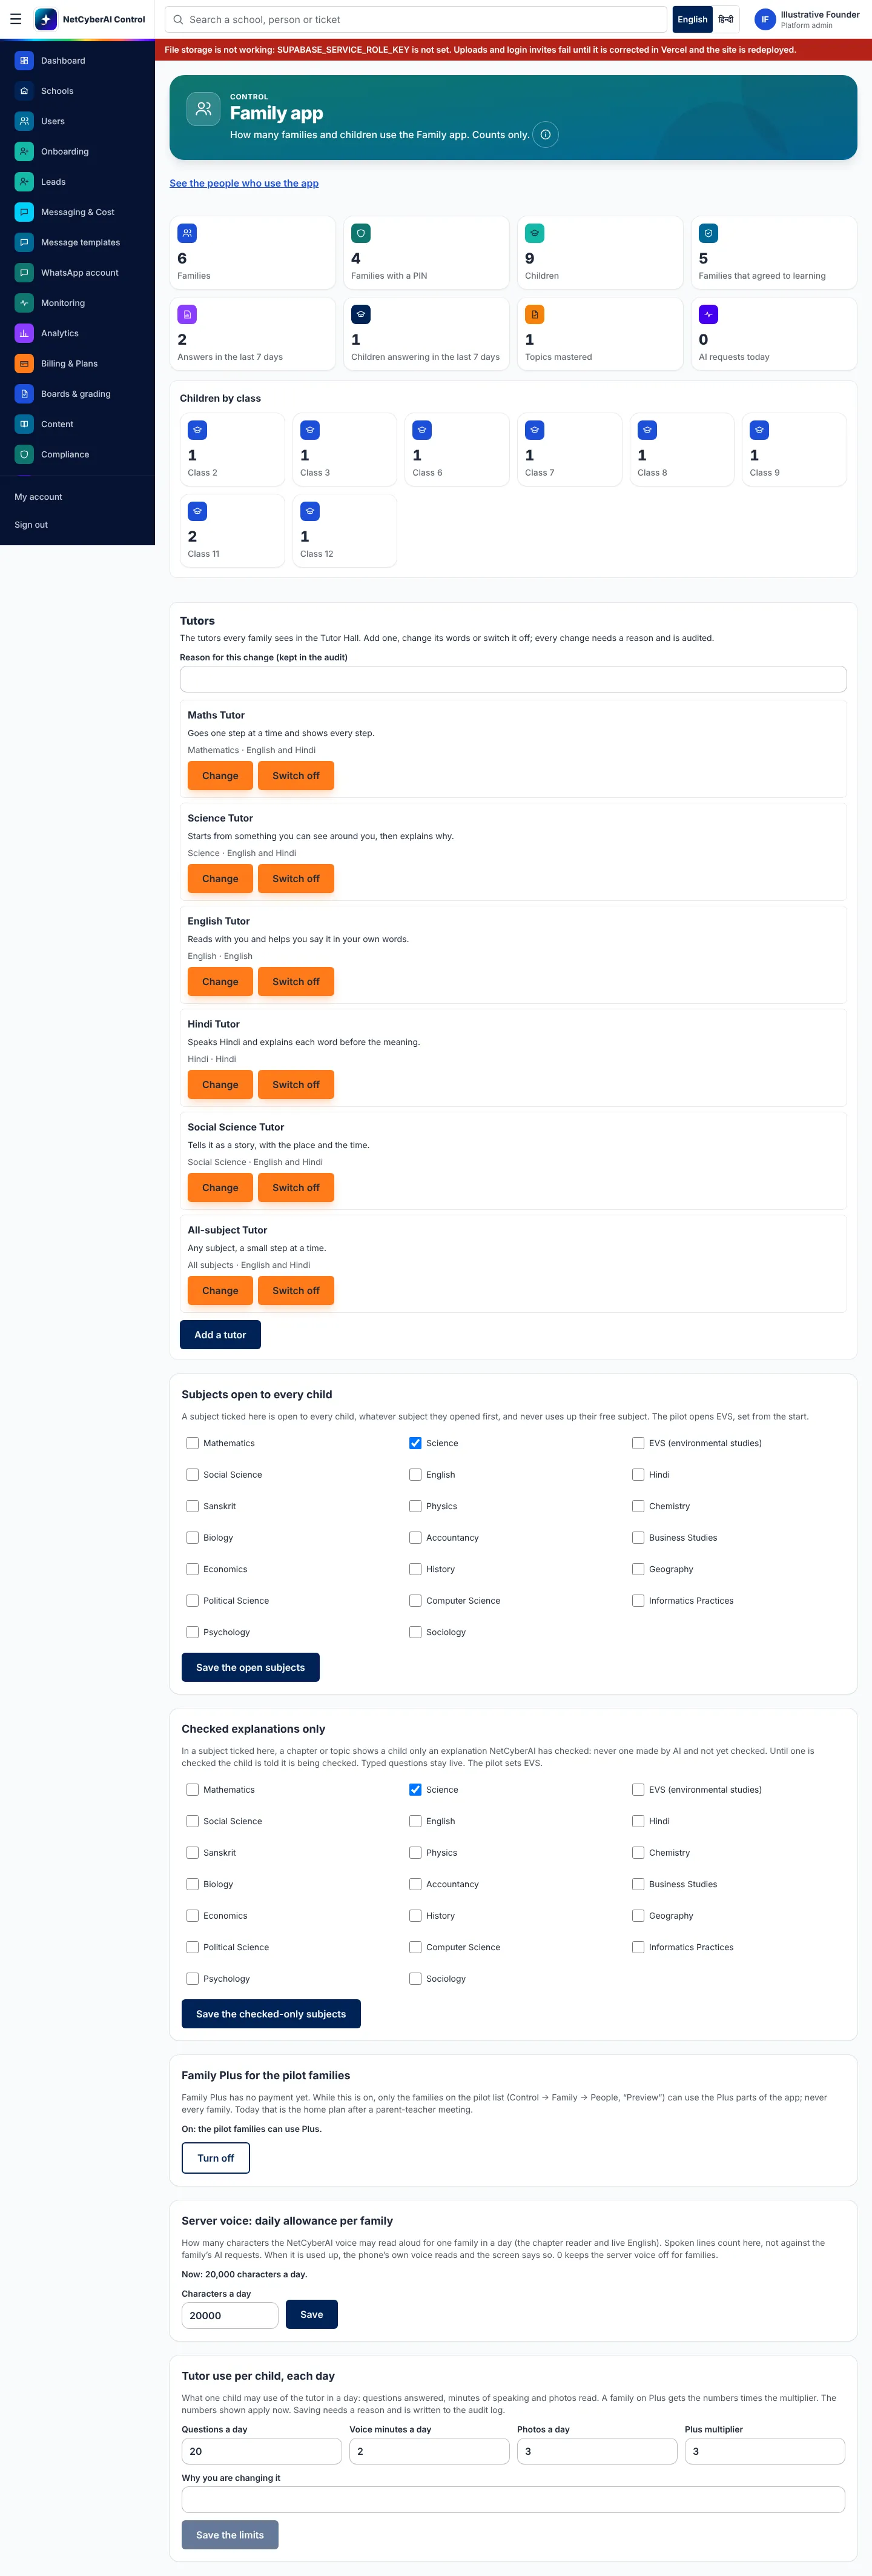 NetCyberAI Control
Search a school, person or ticket
English
हिन्दी
IF
Illustrative Founder
Platform admin
File storage is not working: SUPABASE_SERVICE_ROLE_KEY is not set. Uploads and login invites fail until it is corrected in Vercel and the site is redeployed.
Dashboard
Schools
Users
Onboarding
Leads
Messaging & Cost
Message templates
WhatsApp account
Monitoring
Analytics
Billing & Plans
Boards & grading
Content
Compliance
My account
Sign out
CONTROL
Family app
How many families and children use the Family app. Counts only.
See the people who use the app
6
Families
4
Families with a PIN
9
Children
5
Families that agreed to learning
2
Answers in the last 7 days
1
Children answering in the last 7 days
1
Topics mastered
0
AI requests today
Children by class
1
Class 2
1
Class 3
1
Class 6
1
Class 7
1
Class 8
1
Class 9
2
Class 11
1
Class 12
Tutors
The tutors every family sees in the Tutor Hall. Add one, change its words or switch it off; every change needs a reason and is audited.
Reason for this change (kept in the audit)
Maths Tutor
Goes one step at a time and shows every step.
Mathematics · English and Hindi
Change
Switch off
Science Tutor
Starts from something you can see around you, then explains why.
Science · English and Hindi
Change
Switch off
English Tutor
Reads with you and helps you say it in your own words.
English · English
Change
Switch off
Hindi Tutor
Speaks Hindi and explains each word before the meaning.
Hindi · Hindi
Change
Switch off
Social Science Tutor
Tells it as a story, with the place and the time.
Social Science · English and Hindi
Change
Switch off
All-subject Tutor
Any subject, a small step at a time.
All subjects · English and Hindi
Change
Switch off
Add a tutor
Subjects open to every child
A subject ticked here is open to every child, whatever subject they opened first, and never uses up their free subject. The pilot opens EVS, set from the start.
Mathematics
Science
EVS (environmental studies)
Social Science
English
Hindi
Sanskrit
Physics
Chemistry
Biology
Accountancy
Business Studies
Economics
History
Geography
Political Science
Computer Science
Informatics Practices
Psychology
Sociology
Save the open subjects
Checked explanations only
In a subject ticked here, a chapter or topic shows a child only an explanation NetCyberAI has checked: never one made by AI and not yet checked. Until one is
checked the child is told it is being checked. Typed questions stay live. The pilot sets EVS.
Mathematics
Science
EVS (environmental studies)
Social Science
English
Hindi
Sanskrit
Physics
Chemistry
Biology
Accountancy
Business Studies
Economics
History
Geography
Political Science
Computer Science
Informatics Practices
Psychology
Sociology
Save the checked-only subjects
Family Plus for the pilot families
Family Plus has no payment yet. While this is on, only the families on the pilot list (Control → Family → People, “Preview”) can use the Plus parts of the app; never
every family. Today that is the home plan after a parent-teacher meeting.
On: the pilot families can use Plus.
Turn off
Server voice: daily allowance per family
How many characters the NetCyberAI voice may read aloud for one family in a day (the chapter reader and live English). Spoken lines count here, not against the
family’s AI requests. When it is used up, the phone’s own voice reads and the screen says so. 0 keeps the server voice off for families.
Now: 20,000 characters a day.
Characters a day
20000
Save
Tutor use per child, each day
What one child may use of the tutor in a day: questions answered, minutes of speaking and photos read. A family on Plus gets the numbers times the multiplier. The
numbers shown apply now. Saving needs a reason and is written to the audit log.
Questions a day
Voice minutes a day
Photos a day
Plus multiplier
20
2
3
3
Why you are changing it
Save the limits